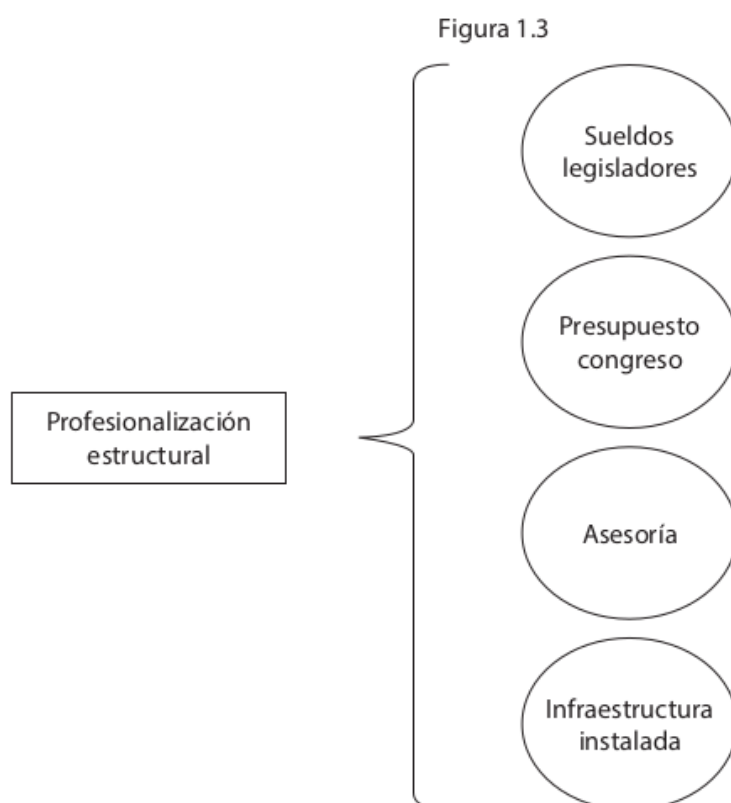 Figura 1.3
Sueldos
legisladores
Presupuesto
congreso
Profesionalización
estructural
Asesoría
Infraestructura
instalada